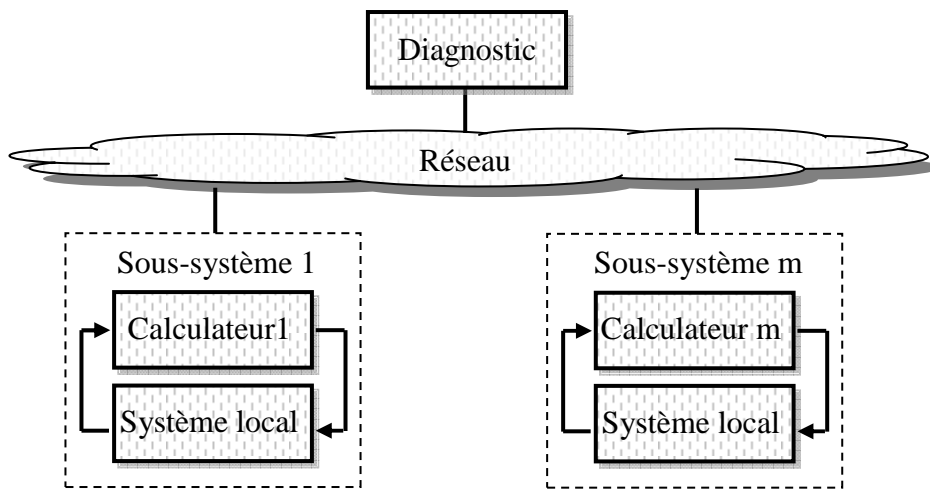 Diagnostic
Réseau
Sous-système 1
Calculateur1
Système local
Sous-système m
Calculateur m
Système local